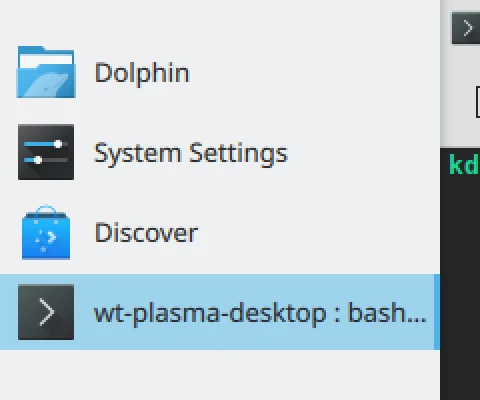 Dolphin
System Settings
Discover
wt-plasma-desktop : bash...
kd